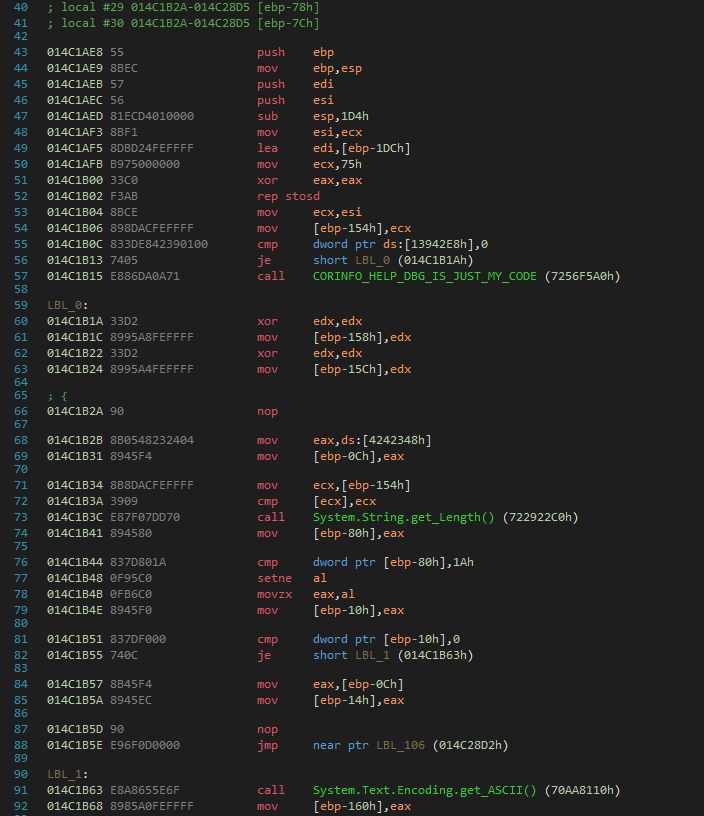 40 ; local #29 014C1B2A-014C28D5 [ebp-78h]
41 ; local #30 014C1B2A-014C28D5 [ebp-7Ch]
42
43 014C1AE8 55 push ebp
44 014C1AE9 8BEC mov ebp,esp
45 014C1AEB 57 push edi
46 014C1AEC 56 push esi
47 014C1AED 81ECD4010000 sub esp,1D4h
48 014C1AF3 8BF1 mov esi,ecx
49 014C1AF5 8DBD24FEFFFF lea edi,[ebp-1DCh]
50 014C1AFB B975000000 mov ecx,75h
51 014C1B00 33C0 xor eax,eax
52 014C1B02 F3AB rep stosd
53 014C1B04 8BCE mov ecx,esi
54 014C1B06 898DACFEFFFF mov [ebp-154h],ecx
55 014C1B0C 833DE842390100 cmp dword ptr ds:[13942E8h],0
56 014C1B13 7405 je short LBL_0 (014C1B1Ah)
57 014C1B15 E886DA0A71 call CORINFO_HELP_DBG_IS_JUST_MY_CODE (7256F5A0h)
58
59 LBL_0:
60 014C1B1A 33D2 xor edx,edx
61 014C1B1C 8995A8FEFFFF mov [ebp-158h],edx
62 014C1B22 33D2 xor edx,edx
63 014C1B24 8995A4FEFFFF mov [ebp-15Ch],edx
64
65 ; {
66 014C1B2A 90 nop
67
68 014C1B2B 8B0548232404 mov eax,ds:[4242348h]
69 014C1B31 8945F4 mov [ebp-0Ch],eax
70
71 014C1B34 8B8DACFEFFFF mov ecx,[ebp-154h]
72 014C1B3A 3909 cmp [ecx],ecx
73 014C1B3C E87F07DD70 call System.String.get_Length() (722922C0h)
74 014C1B41 894580 mov [ebp-80h],eax
75
76 014C1B44 837D801A cmp dword ptr [ebp-80h],1Ah
77 014C1B48 0F95C0 setne al
78 014C1B4B 0FB6C0 movzx eax,al
79 014C1B4E 8945F0 mov [ebp-10h],eax
80
81 014C1B51 837DF000 cmp dword ptr [ebp-10h],0
82 014C1B55 740C je short LBL_1 (014C1B63h)
83
84 014C1B57 8B45F4 mov eax,[ebp-0Ch]
85 014C1B5A 8945EC mov [ebp-14h],eax
86
87 014C1B5D 90 nop
88 014C1B5E E96F0D0000 jmp near ptr LBL_106 (014C28D2h)
89
90 LBL_1:
91 014C1B63 E8A8655E6F call System.Text.Encoding.get_ASCII() (70AA8110h)
92 014C1B68 8985A0FEFFFF mov [ebp-160h],eax